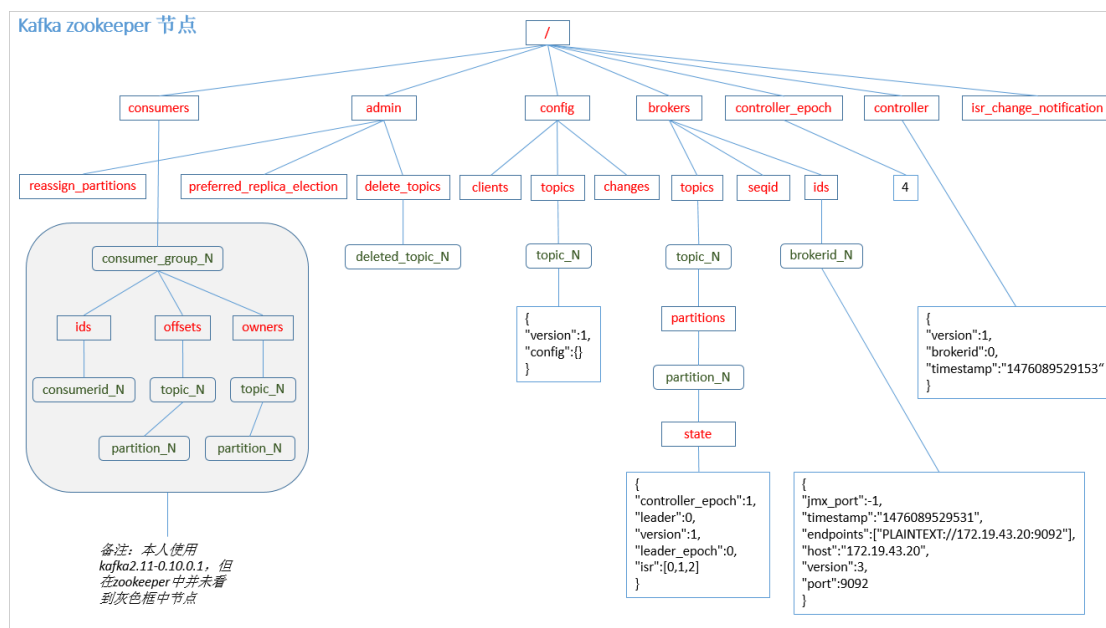 Kafka zookeeper 节点
/
consumers
admin
config
brokers
controller_epoch
controller
isr_change_notification
reassign_partitions
preferred_replica_election
delete_topics
clients
topics
changes
topics
seqid
ids
4
consumer_group_N
deleted_topic_N
topic_N
topic_N
brokerid_N
ids
offsets
owners
consumerid_N
topic_N
topic_N
partition_N
partition_N
{
"version":1,
"config":{}
}
partitions
partition_N
state
{
"version":1,
"brokerid":0,
"timestamp":"1476089529153"
}
{
"controller_epoch":1,
"leader":0,
"version":1,
"leader_epoch":0,
"isr":[0,1,2]
}
{
"jmx_port":-1,
"timestamp":"1476089529531",
"endpoints":["PLAINTEXT://172.19.43.20:9092"],
"host":"172.19.43.20",
"version":3,
"port":9092
}
备注：本人使用
kafka2.11-0.10.0.1，但
在zookeeper中并未看
到灰色框中节点